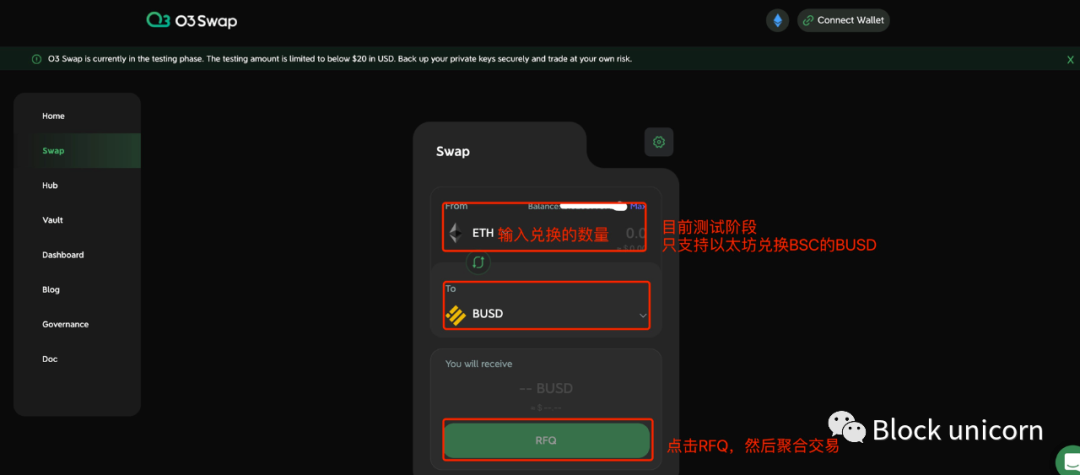 O3 Swap
Connect Wallet
O3 Swap is currently in the testing phase. The testing amount is limited to below $20 in USD. Back up your private keys securely and trade at your own risk.
X
Home
Swap
Hub
Vault
Dashboard
Blog
Governance
Doc
Swap
From
Balance:
Max
ETH
输入兑换的数量
0.0
目前测试阶段
只支持以太坊兑换BSC的BUSD
To
BUSD
You will receive
-- BUSD
≈ $ --.--
RFQ
点击RFQ，然后聚合交易
Block unicorn